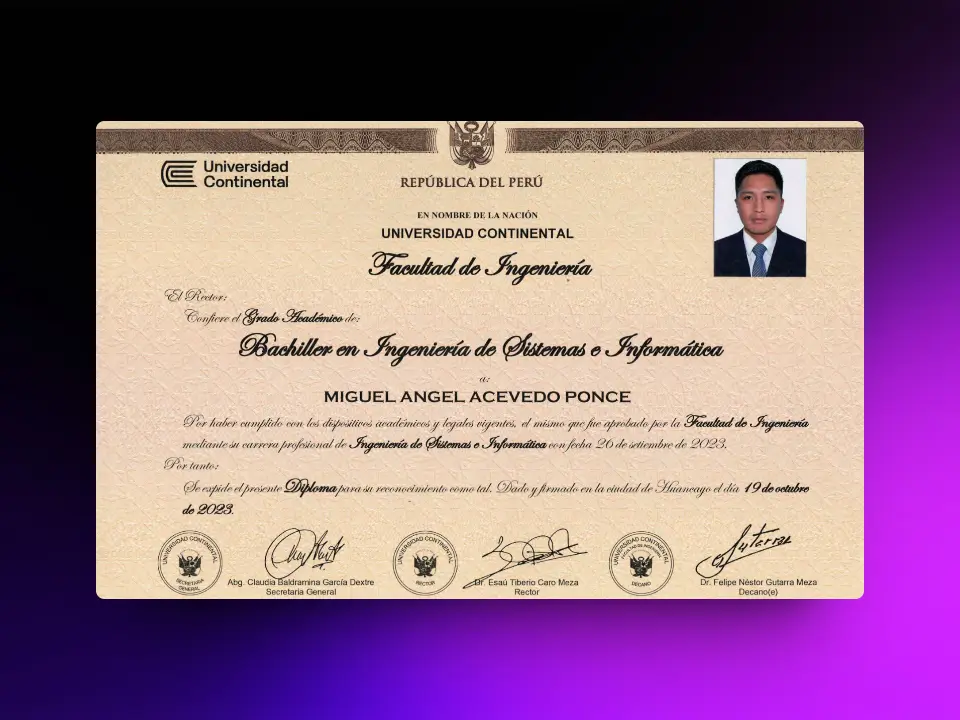 Universidad
Continental
REPÚBLICA DEL PERÚ
EN NOMBRE DE LA NACIÓN
UNIVERSIDAD CONTINENTAL
Facultad de Ingeniería
El Rector:
Confiere el Grado Académico de:
Bachiller en Ingeniería de Sistemas e Informática
a:
MIGUEL ANGEL ACEVEDO PONCE
Por haber cumplido con los dispositivos académicos y legales vigentes, el mismo que fue aprobado por la Facultad de Ingeniería
mediante su carrera profesional de Ingeniería de Sistemas e Informática con fecha 26 de setiembre de 2023.
Por tanto:
Se expide el presente Diploma para su reconocimiento como tal. Dado y firmado en la ciudad de Huancayo el día 19 de octubre
de 2023.
UNIVERSIDAD CONTINENTAL
SECRETARIA
GENERAL
Abg. Claudia Baldramina García Dextre
Secretaria General
UNIVERSIDAD CONTINENTAL
RECTOR
Dr. Esaú Tiberio Caro Meza
Rector
UNIVERSIDAD CONTINENTAL
FACULTAD DE INGENIERÍA
DECANO
Dr. Felipe Néstor Gutarra Meza
Decano(e)